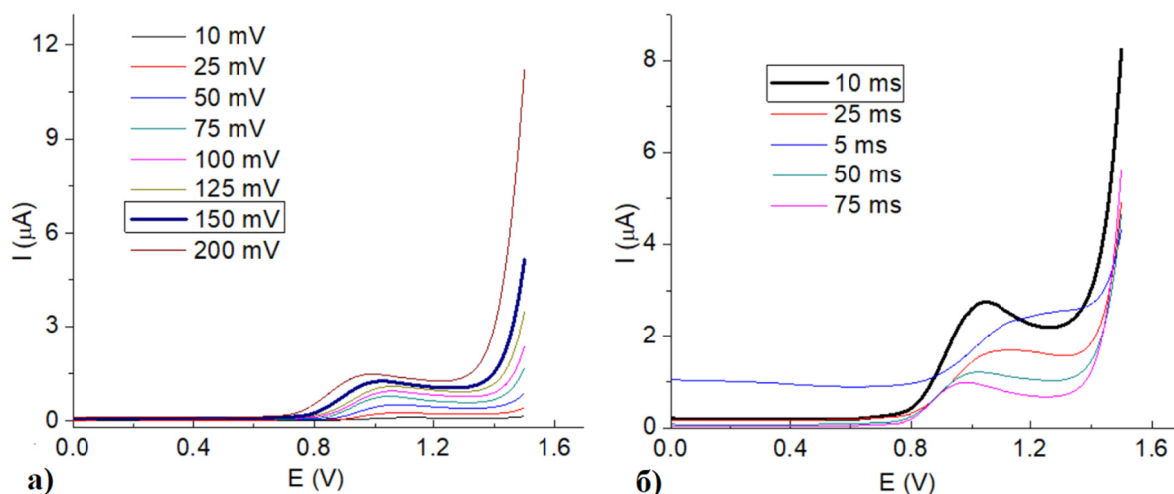 12
9
6
3
0
I (µA)
10 mV
25 mV
50 mV
75 mV
100 mV
125 mV
150 mV
200 mV
0.0
0.4
0.8
1.2
1.6
E (V)
а)
8
6
4
2
0
I (µA)
10 ms
25 ms
5 ms
50 ms
75 ms
0.0
0.4
0.8
1.2
1.6
E (V)
б)